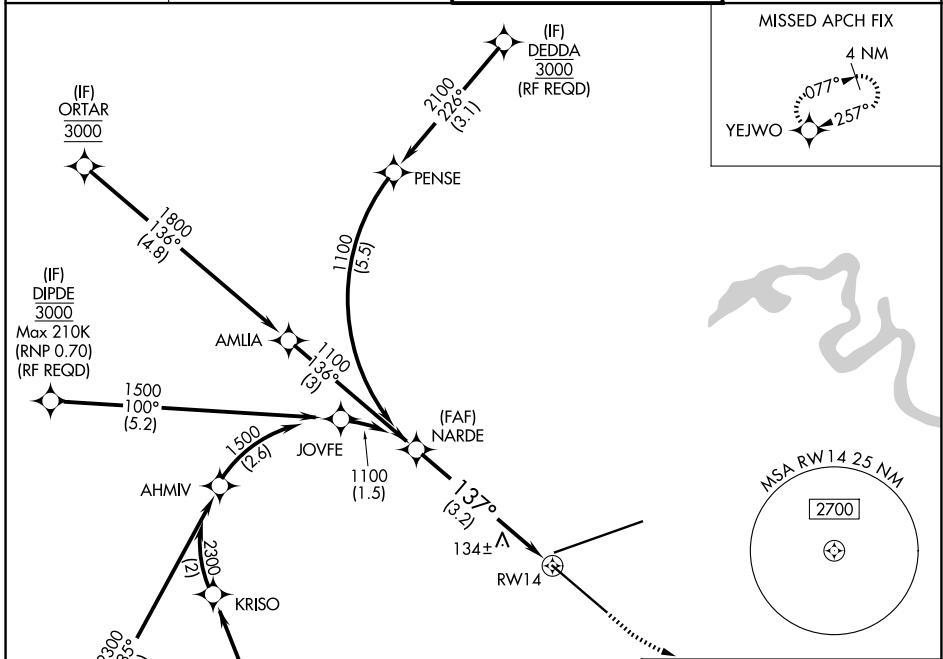 MISSED APCH FIX
4 NM
077°
257°
YEJWO
(IF)
DEDDA
3000
(RF REQD)
2100
226°
(3.1)
PENSE
(IF)
ORTAR
3000
1800
136°
(4.8)
1100
(5.5)
(IF)
DIPDE
3000
Max 210K
(RNP 0.70)
(RF REQD)
AMLIA
1100
136°
(3)
1500
100°
(5.2)
JOVFE
(FAF)
NARDE
1500
(2.6)
1100
(1.5)
AHMIV
137°
(3.2)
134±
RW14
2300
(2)
KRISO
MSA RW14 25 NM
2700